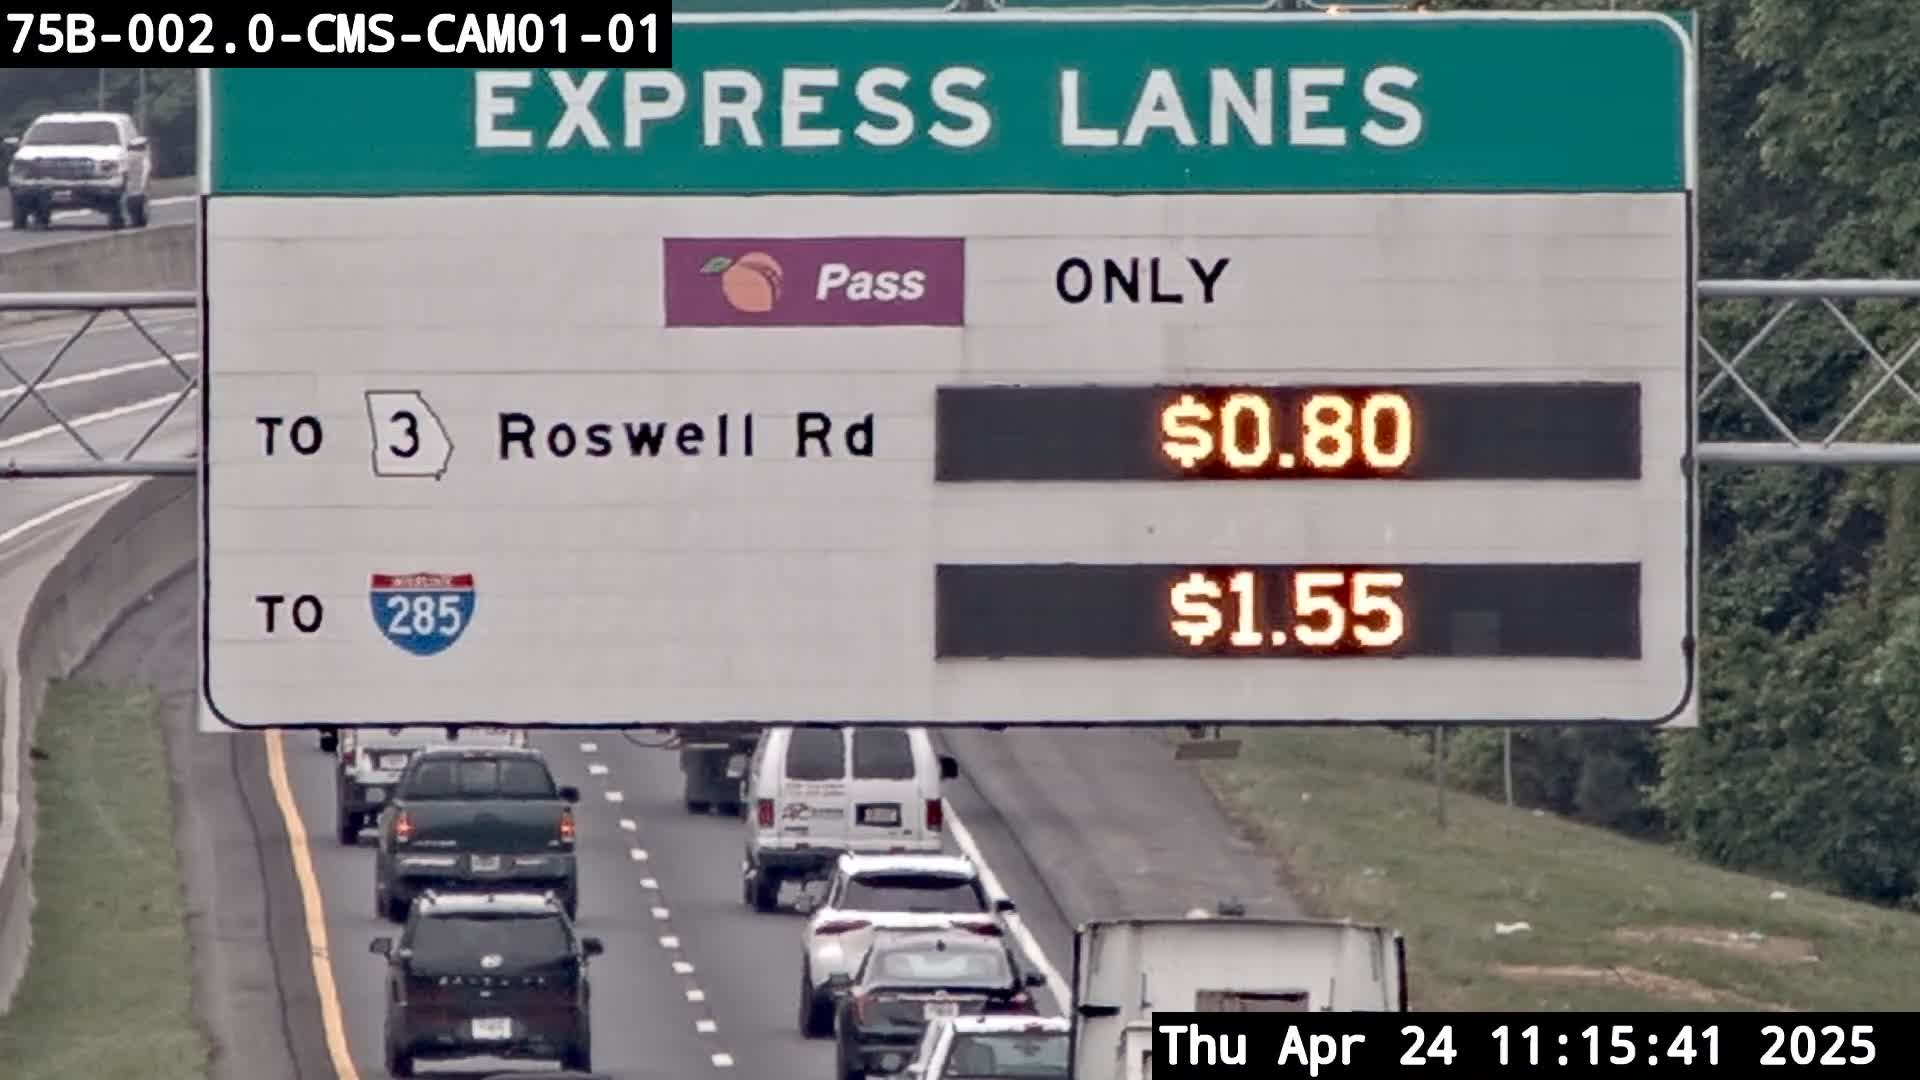 75B-002.0-CMS-CAM01-01
EXPRESS LANES
Pass ONLY
TO 3 Roswell Rd $0.80
TO INTERSTATE 285 $1.55
Thu Apr 24 11:15:41 2025